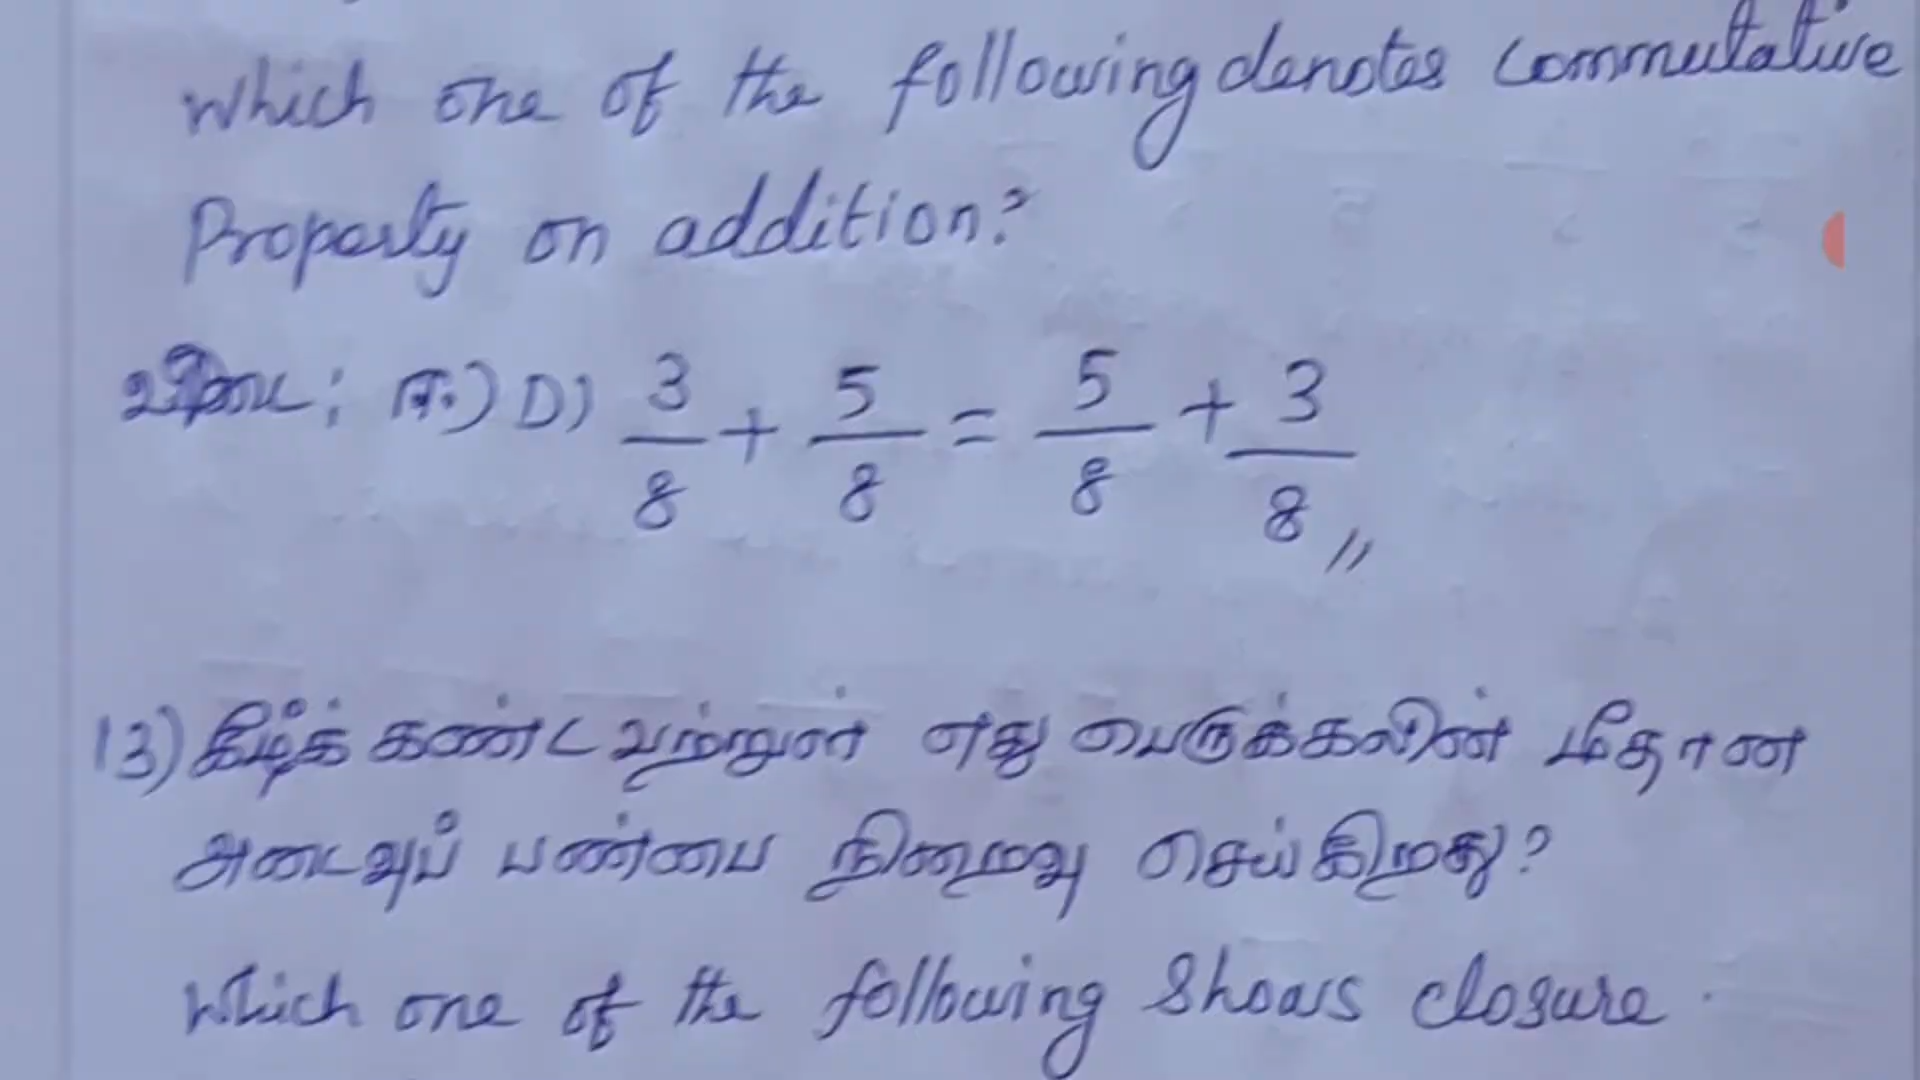 Which one of the following denotes commutative
Property on addition?
விடை: ஈ) D) 3/8 + 5/8 = 5/8 + 3/8 //
13) கீழ்க் கண்டவற்றுள் எது பெருக்கலின் மீதான
அடைவுப் பண்பை நிறைவு செய்கிறது?
Which one of the following shows closure